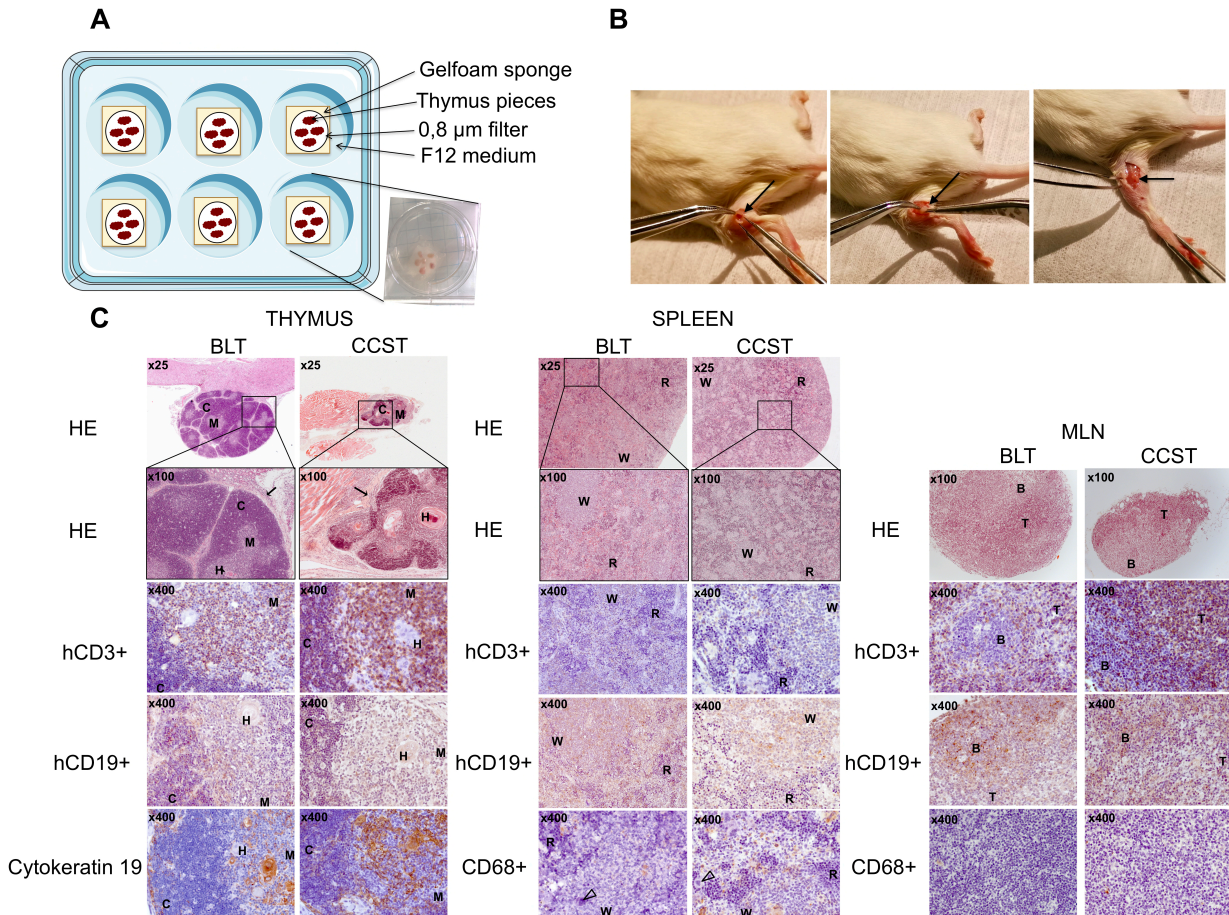 A
B
Gelfoam sponge
Thymus pieces
0,8 µm filter
F12 medium
C
THYMUS
SPLEEN
BLT CCST
BLT CCST
x25 C M
x25 C M
R W
x25 W R
HE
HE
MLN
BLT CCST
x100 C M H
x100 H
x100 W R
x100 W R
x100 B T
x100 T B
HE
HE
HE
x400 M C
x400 M C H
x400 W R
x400 W R
x400 T B
x400 T B
hCD3+
hCD3+
hCD3+
x400 H C M
x400 C H M
x400 W R
x400 W R
x400 B T
x400 B T
hCD19+
hCD19+
hCD19+
x400 H M C
x400 C M
x400 R W
x400 R W
x400
x400
Cytokeratin 19
CD68+
CD68+